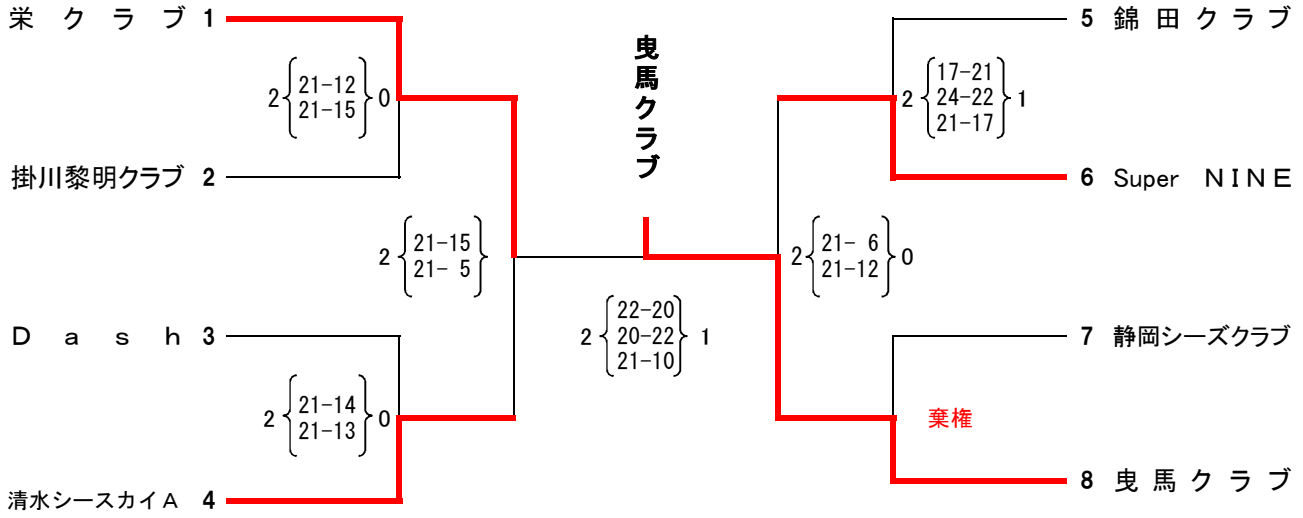 栄クラブ 1
2 21-12 0
21-15
掛川黎明クラブ 2
2 21-15
21- 5
Dash 3
2 21-14 0
21-13
清水シースカイA 4
曳馬クラブ
22-20
2 20-22 1
21-10
5 錦田クラブ
17-21
2 24-22 1
21-17
6 Super NINE
2 21- 6 0
21-12
7 静岡シーズクラブ
棄権
8 曳馬クラブ